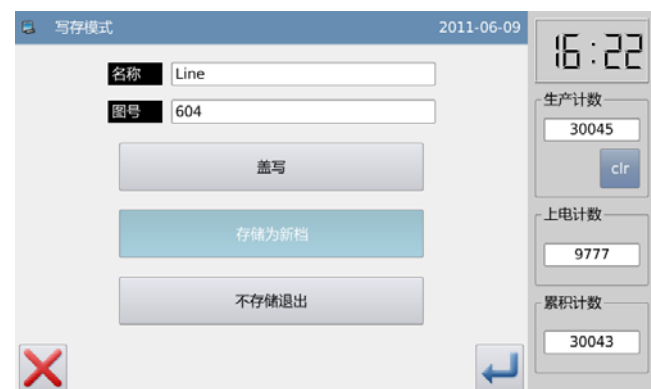 写存模式 2011-06-09
16:22
名称 Line
图号 604
盖写
存储为新档
不存储退出
生产计数
30045
clr
上电计数
9777
累积计数
30043